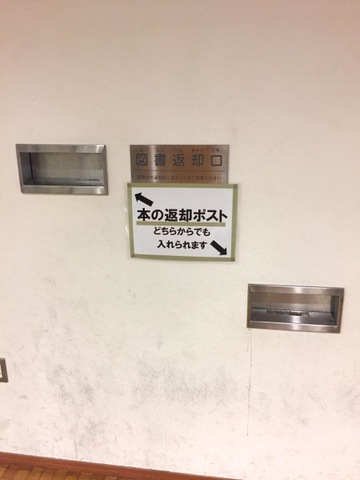 図書返却口
本の返却ポスト
どちらからでも
入れられます